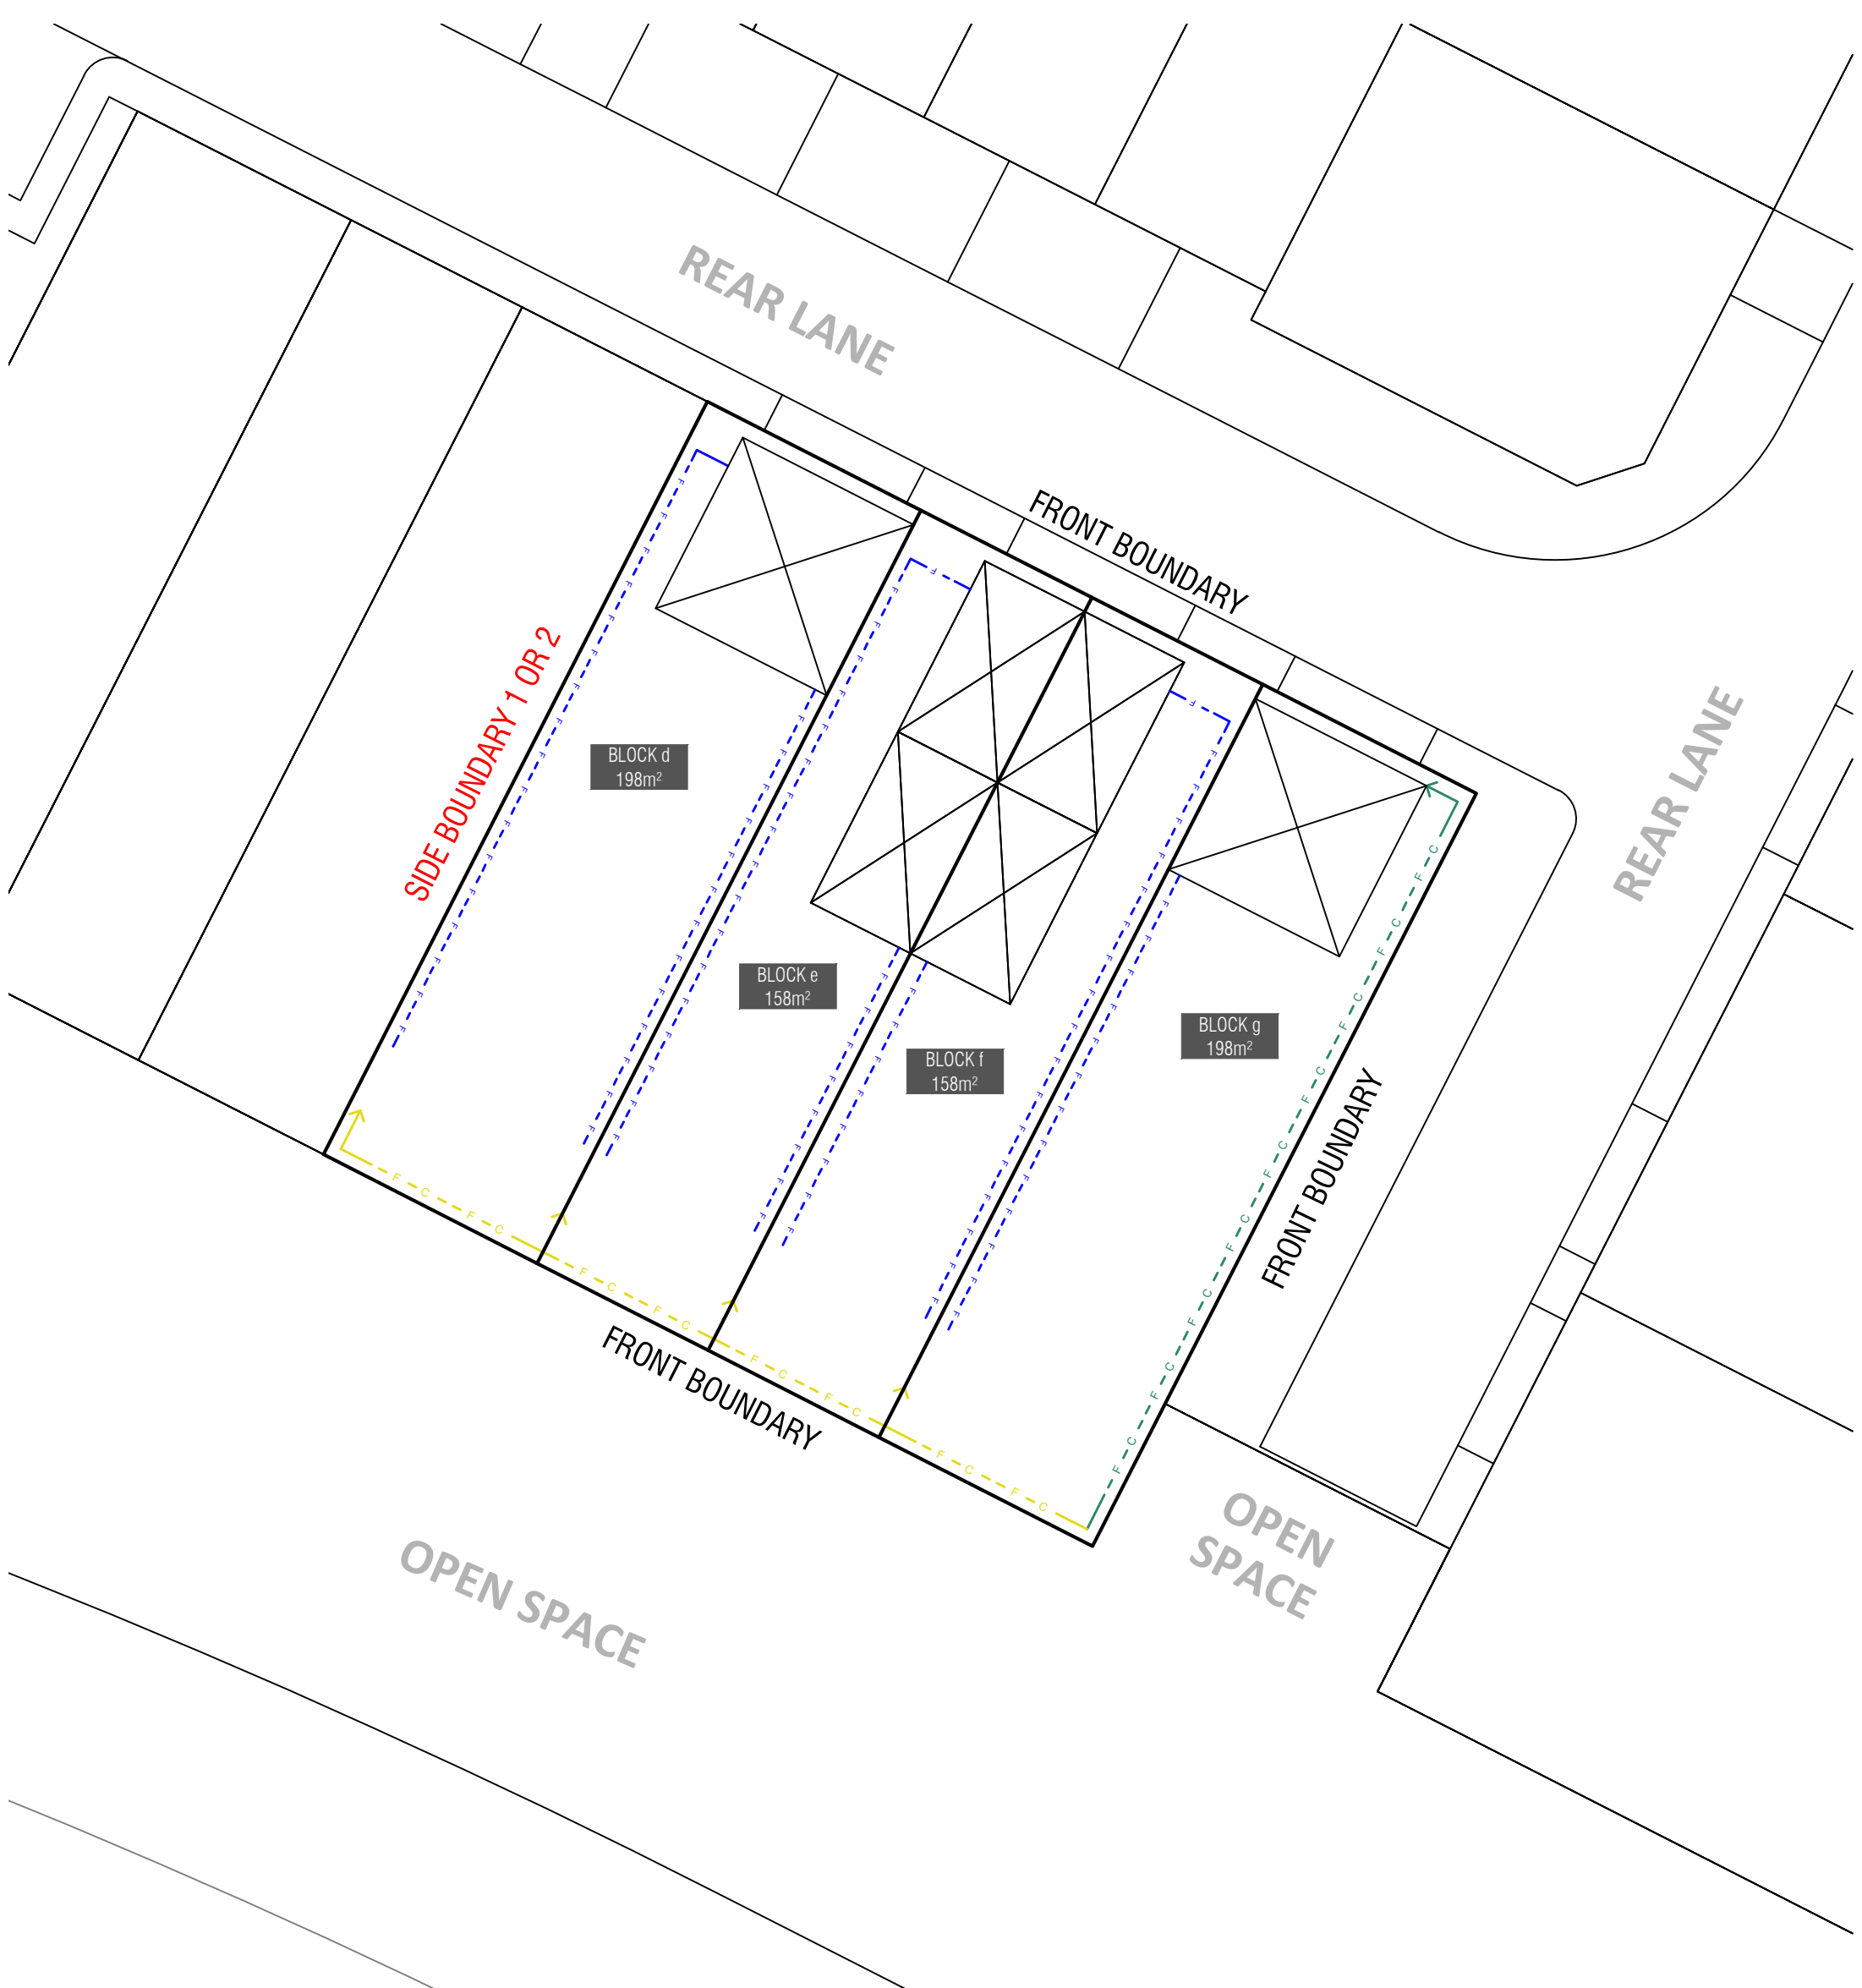 REAR LANE
FRONT BOUNDARY
SIDE BOUNDARY 1 OR 2
REAR LANE
BLOCK d
198m²
BLOCK e
158m²
BLOCK f
158m²
BLOCK g
198m²
FRONT BOUNDARY
FRONT BOUNDARY
OPEN SPACE
OPEN
SPACE